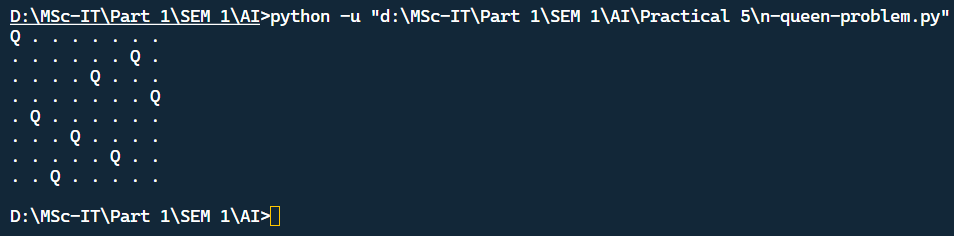 D:\MSc-IT\Part 1\SEM 1\AI>python -u "d:\MSc-IT\Part 1\SEM 1\AI\Practical 5\n-queen-problem.py"
Q . . . . . . .
. . . . . . Q .
. . . . Q . . .
. . . . . . . Q
. Q . . . . . .
. . . Q . . . .
. . . . . Q . .
. . Q . . . . .
D:\MSc-IT\Part 1\SEM 1\AI>